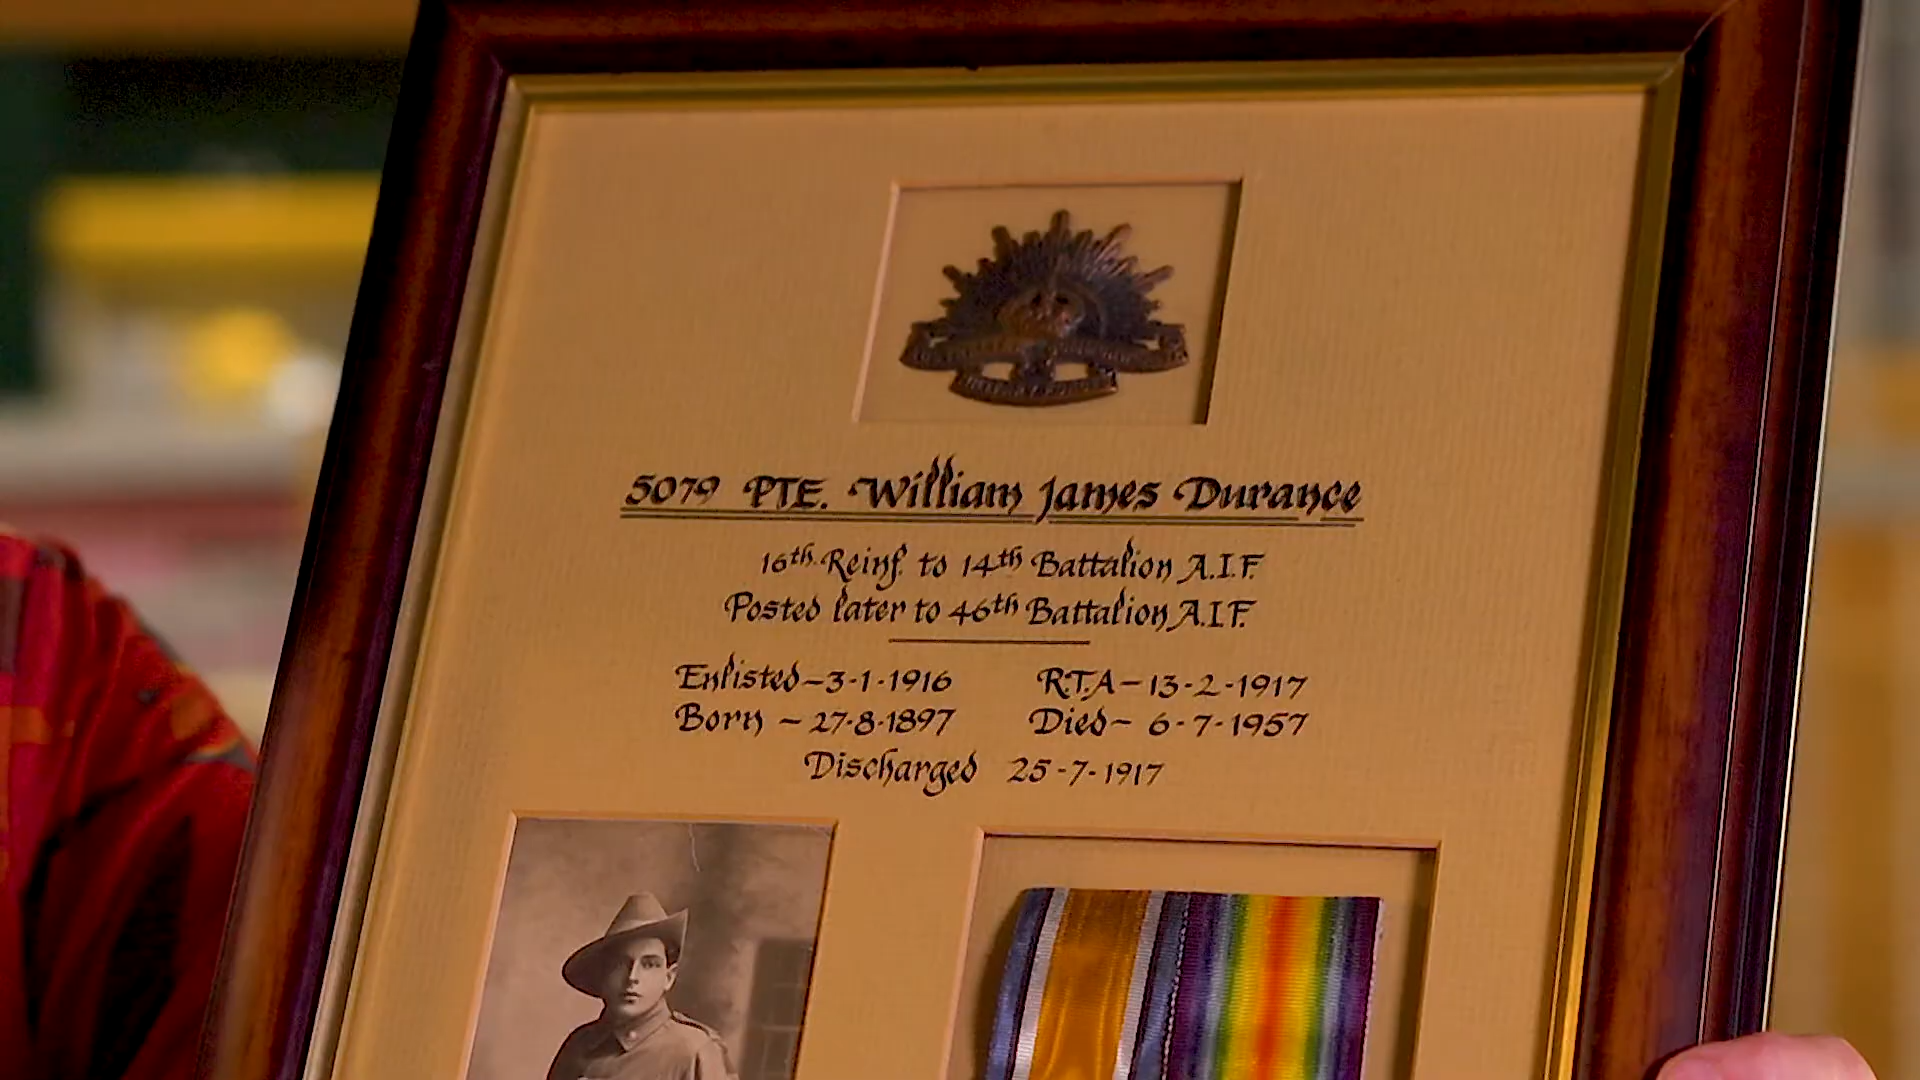 5079 PTE. William James Durance
16th Reinf. to 14th Battalion A.I.F.
Posted later to 46th Battalion A.I.F.
Enlisted – 3-1-1916 R.T.A – 13-2-1917
Born – 27-8-1897 Died – 6-7-1957
Discharged 25-7-1917